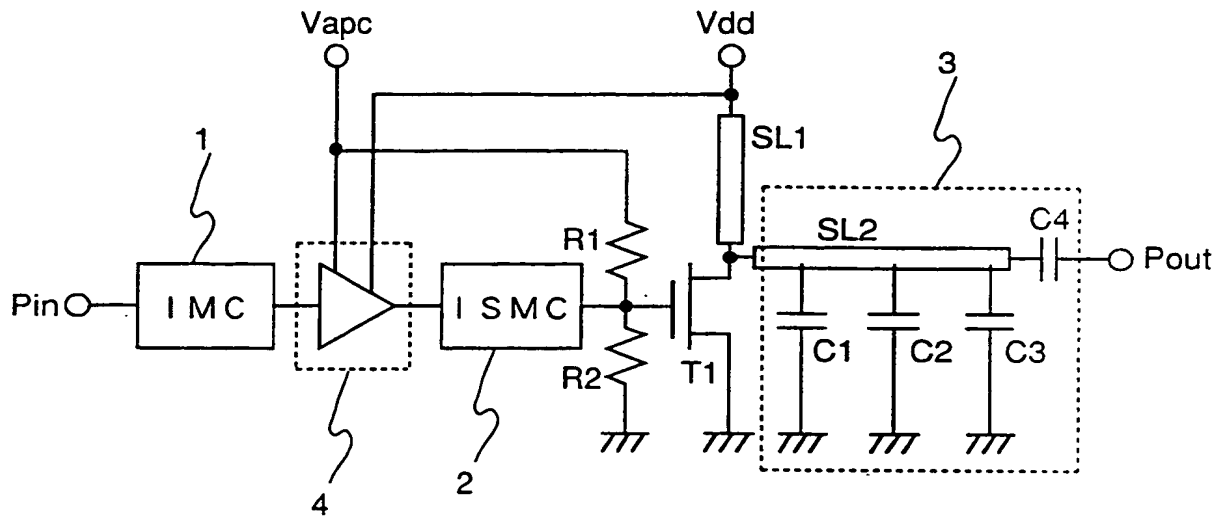 Vapc
Vdd
3
1
SL1
R1
SL2
C4
Pin
IMC
ISMC
Pout
R2
T1
C1
C2
C3
4
2